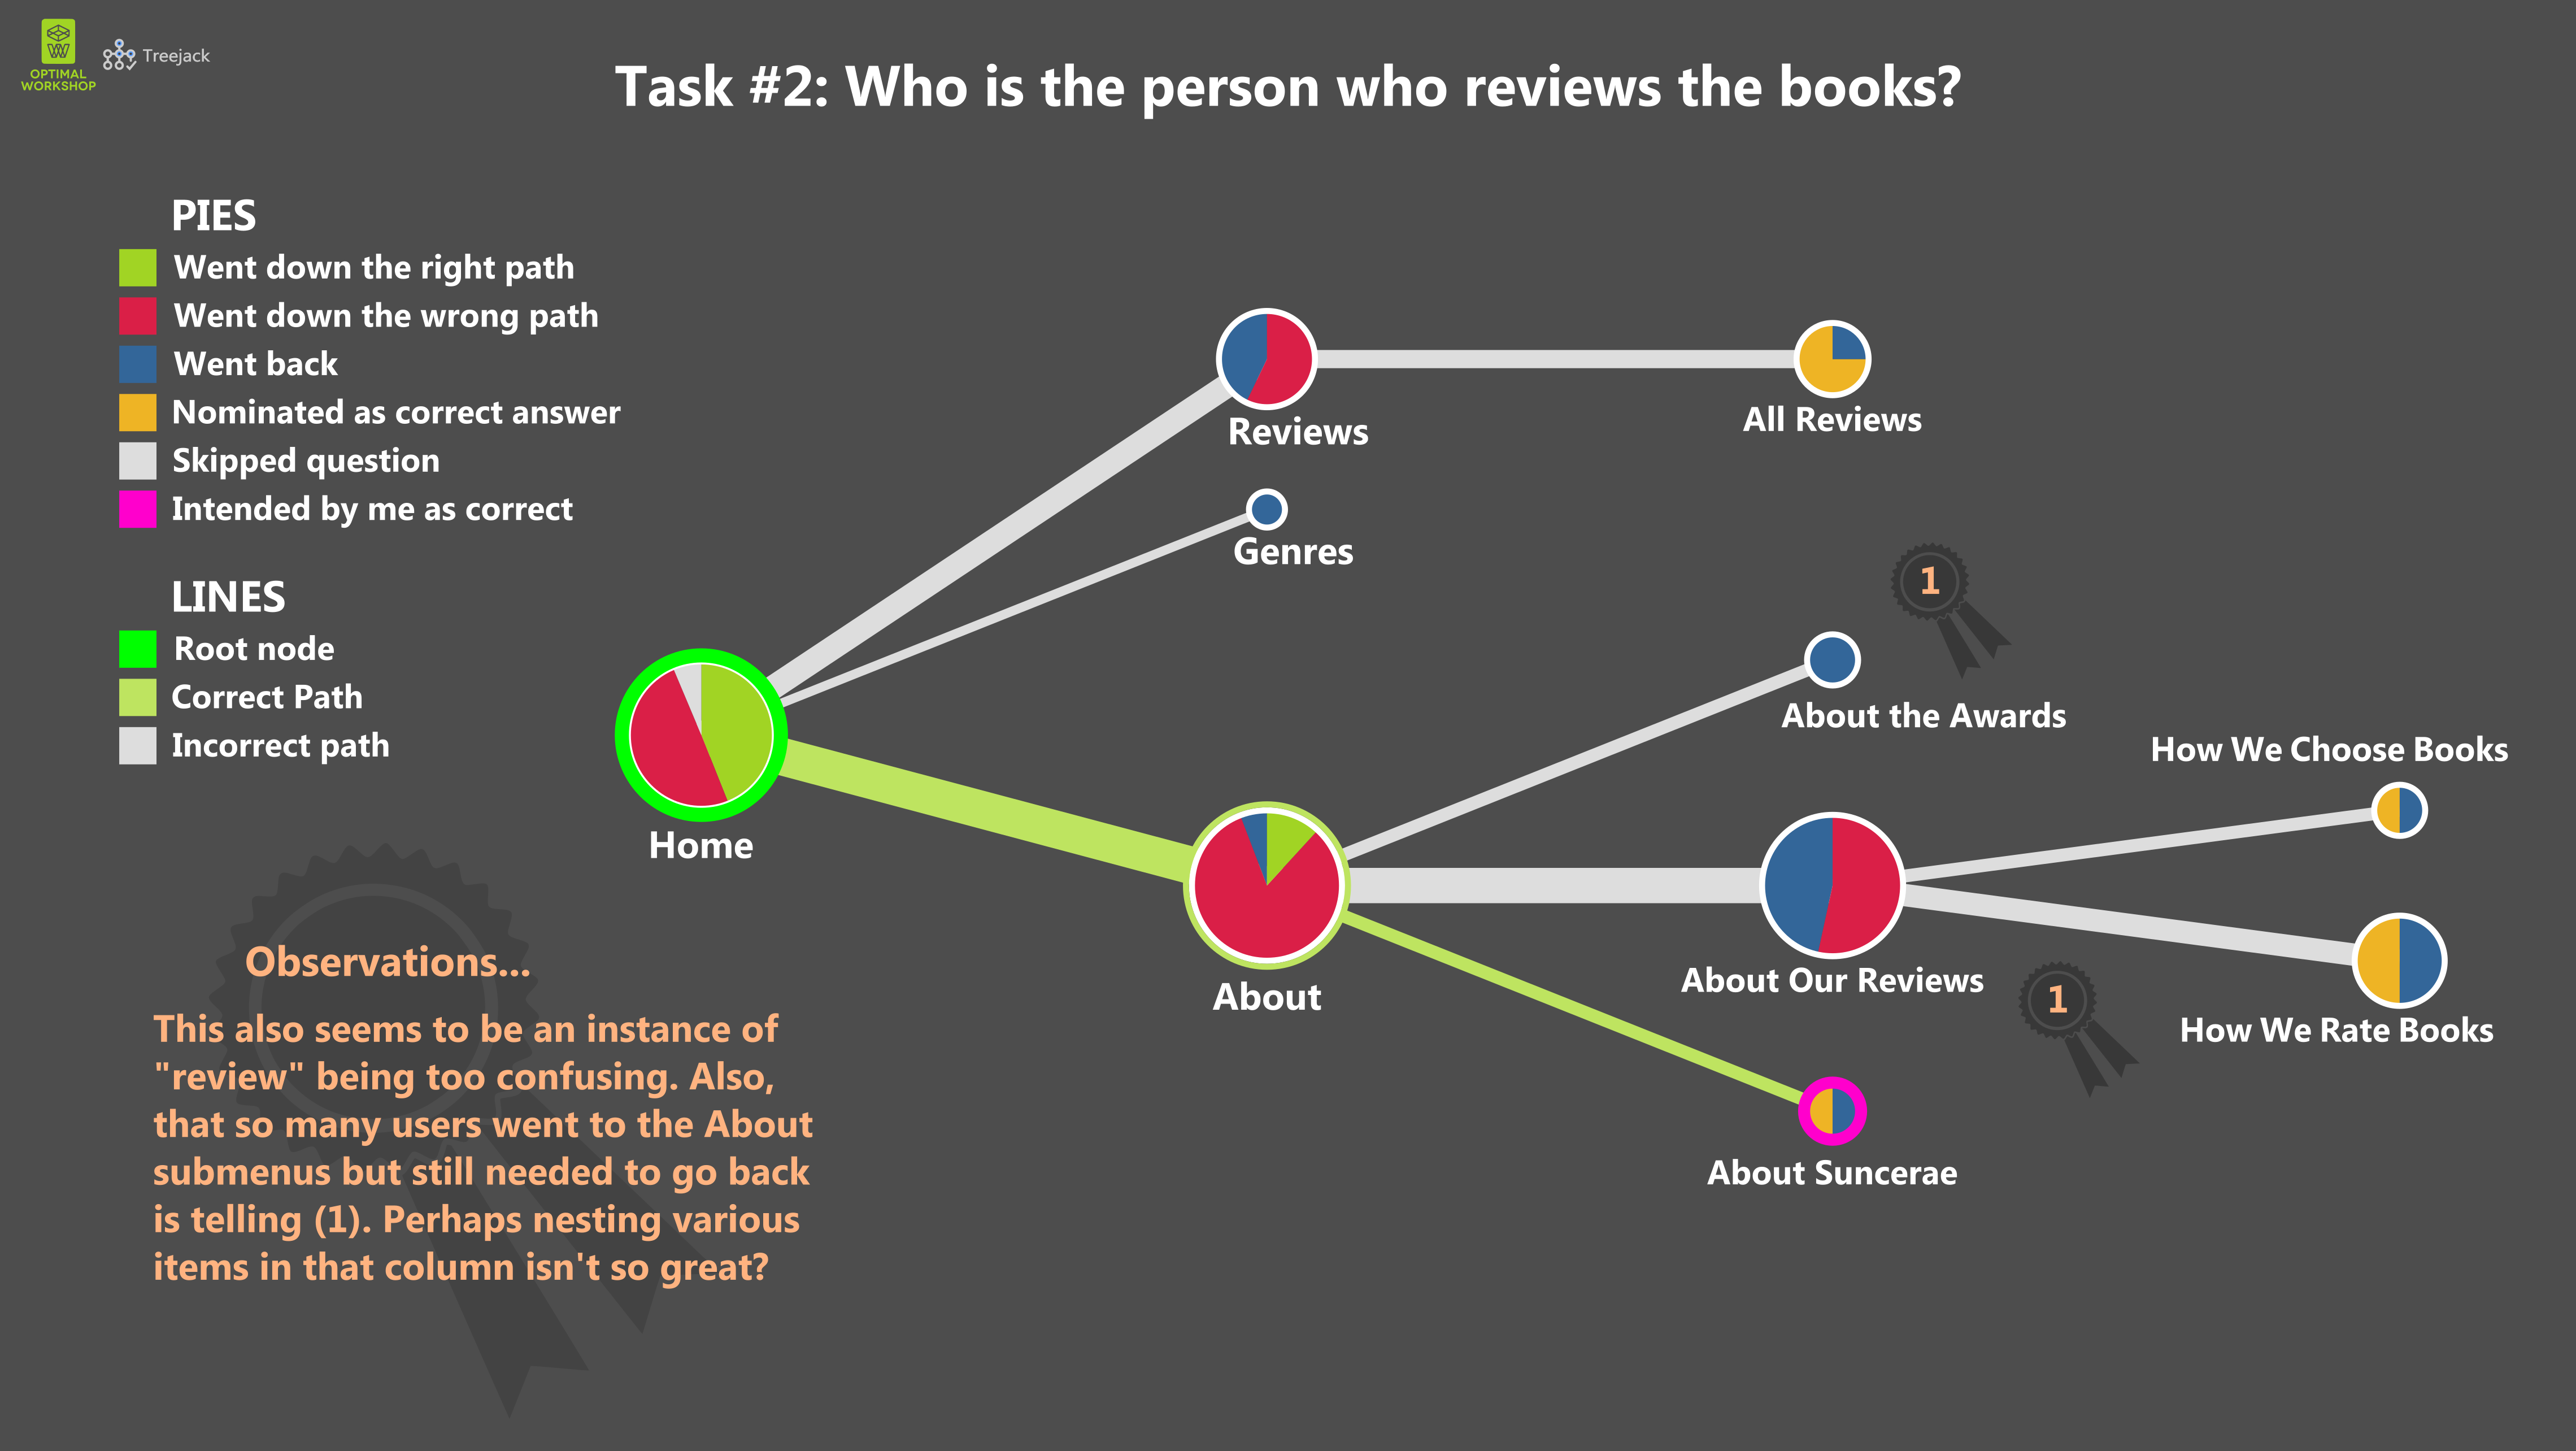 OPTIMAL
WORKSHOP
Treejack
Task #2: Who is the person who reviews the books?
PIES
Went down the right path
Went down the wrong path
Went back
Nominated as correct answer
Skipped question
Intended by me as correct
LINES
Root node
Correct Path
Incorrect path
Reviews
All Reviews
Genres
1
About the Awards
How We Choose Books
Home
About
About Our Reviews
1
How We Rate Books
About Suncerae
Observations...
This also seems to be an instance of
"review" being too confusing. Also,
that so many users went to the About
submenus but still needed to go back
is telling (1). Perhaps nesting various
items in that column isn't so great?